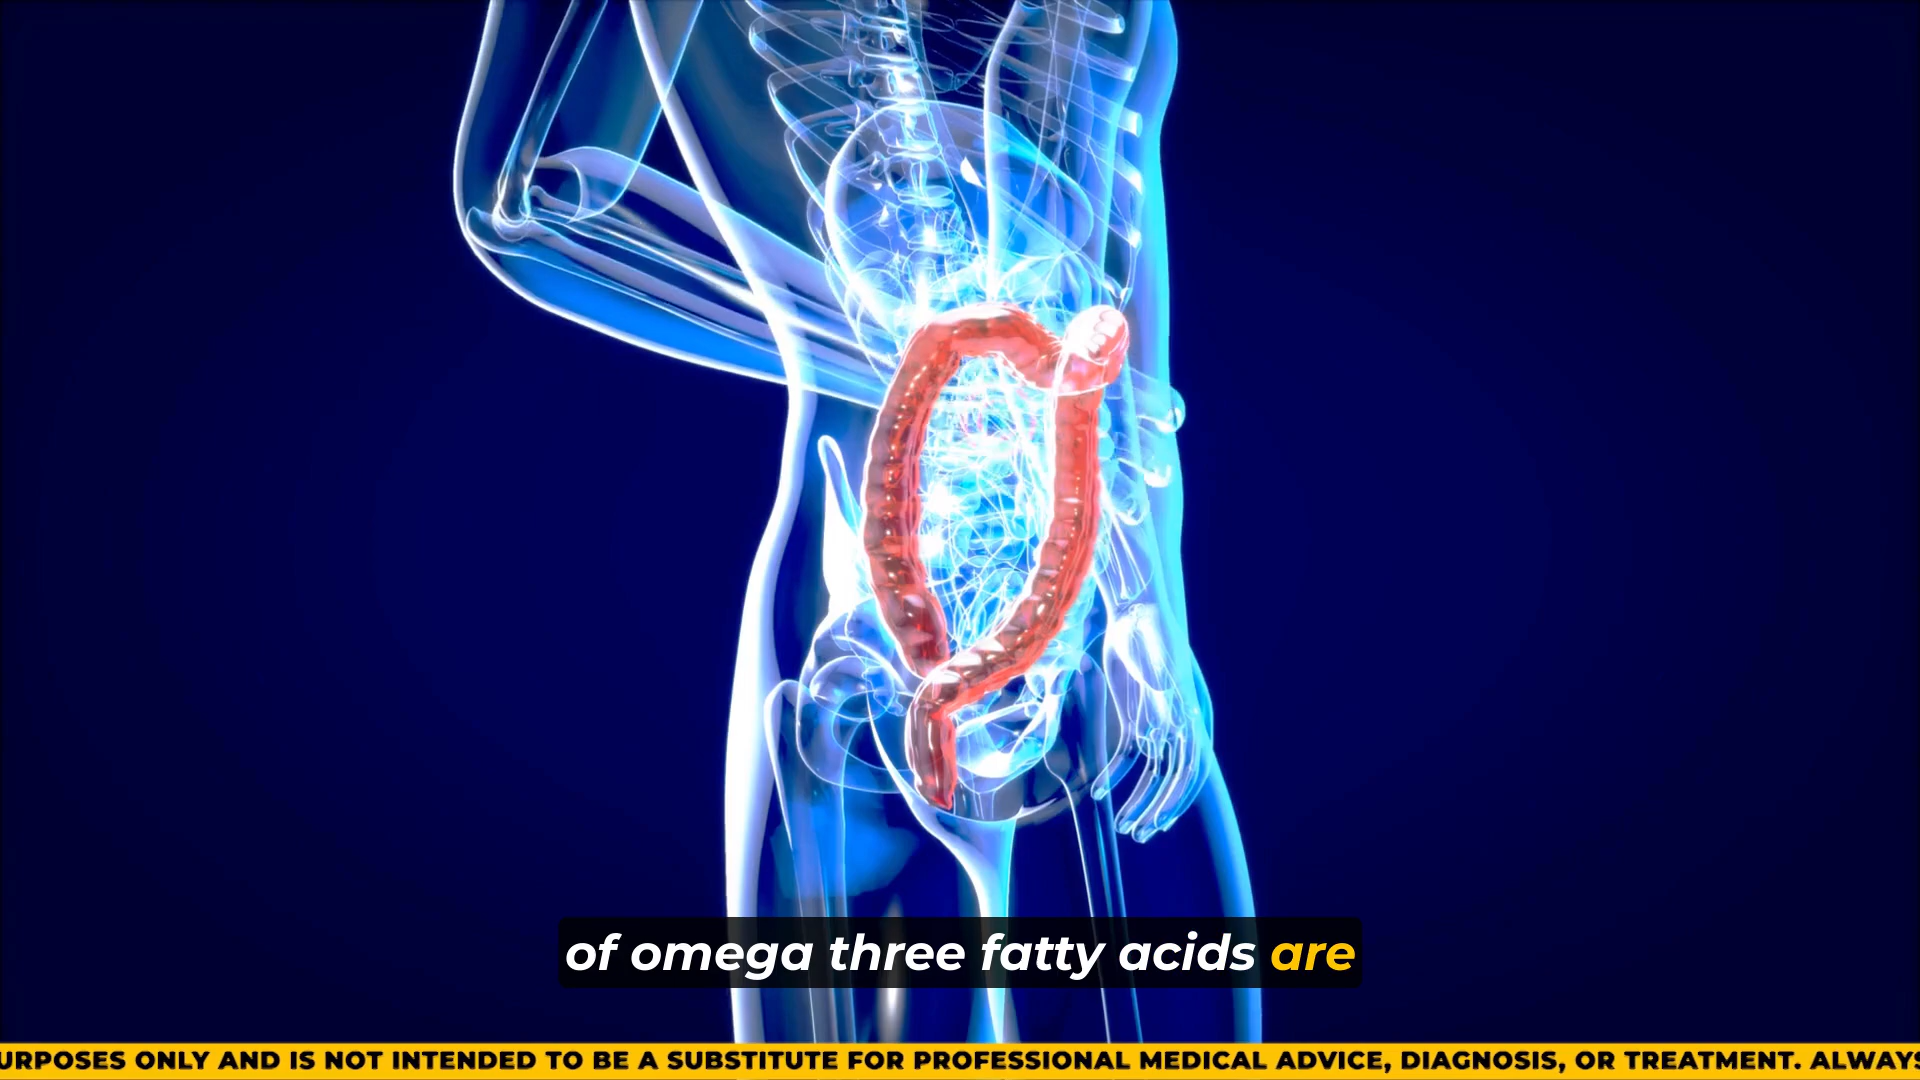 of omega three fatty acids are
URPOSES ONLY AND IS NOT INTENDED TO BE A SUBSTITUTE FOR PROFESSIONAL MEDICAL ADVICE, DIAGNOSIS, OR TREATMENT. ALWAYS